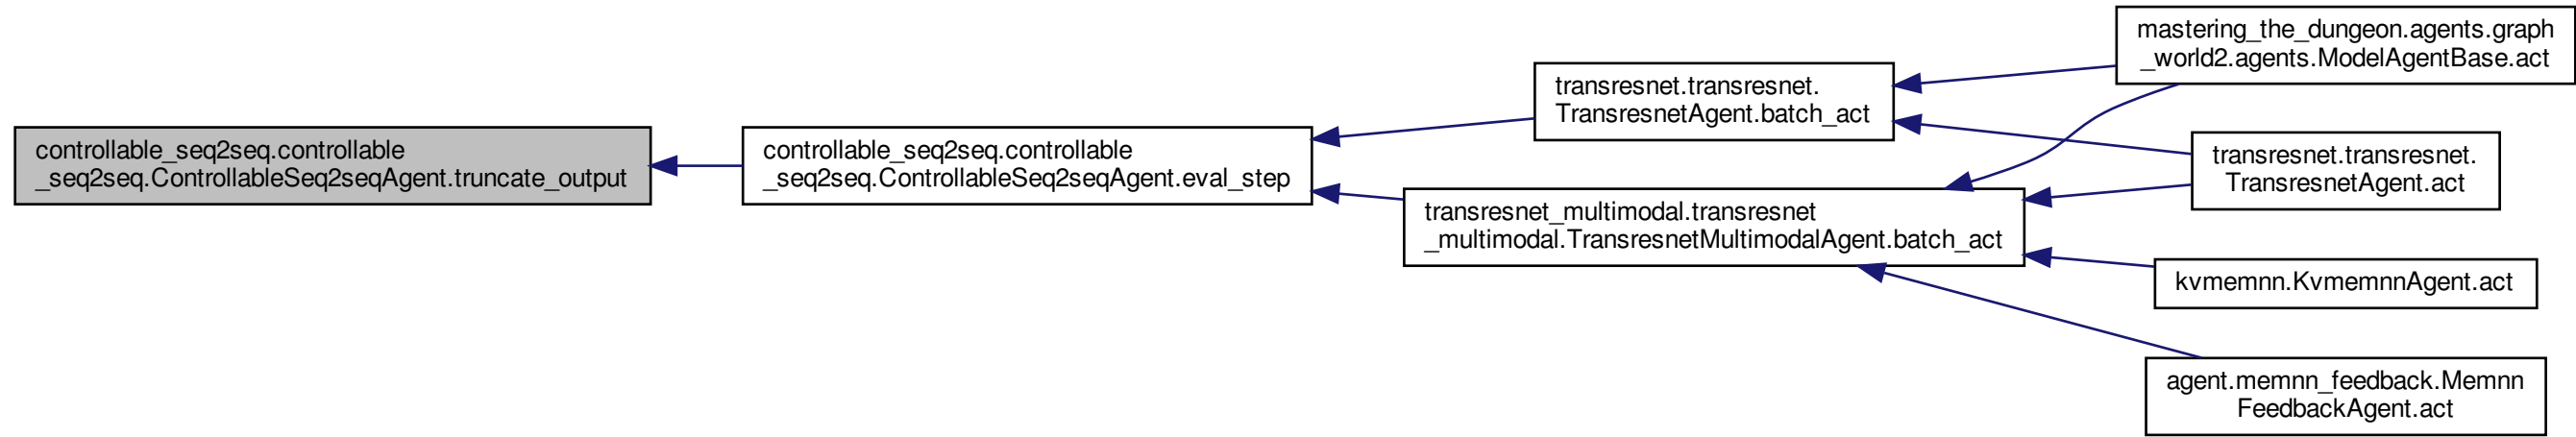 controllable_seq2seq.controllable
_seq2seq.ControllableSeq2seqAgent.truncate_output
controllable_seq2seq.controllable
_seq2seq.ControllableSeq2seqAgent.eval_step
transresnet.transresnet.
TransresnetAgent.batch_act
transresnet_multimodal.transresnet
_multimodal.TransresnetMultimodalAgent.batch_act
mastering_the_dungeon.agents.graph
_world2.agents.ModelAgentBase.act
transresnet.transresnet.
TransresnetAgent.act
kvmemnn.KvmemnnAgent.act
agent.memnn_feedback.Memnn
FeedbackAgent.act